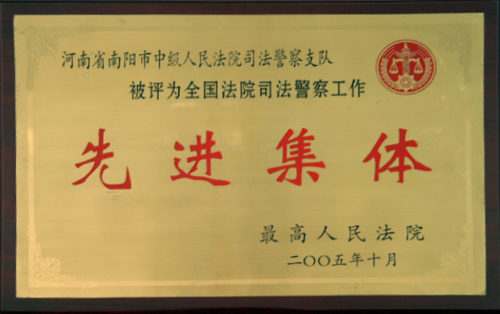 河南省南阳市中级人民法院司法警察支队
被评为全国法院司法警察工作
先进集体
最高人民法院
二〇〇五年十月